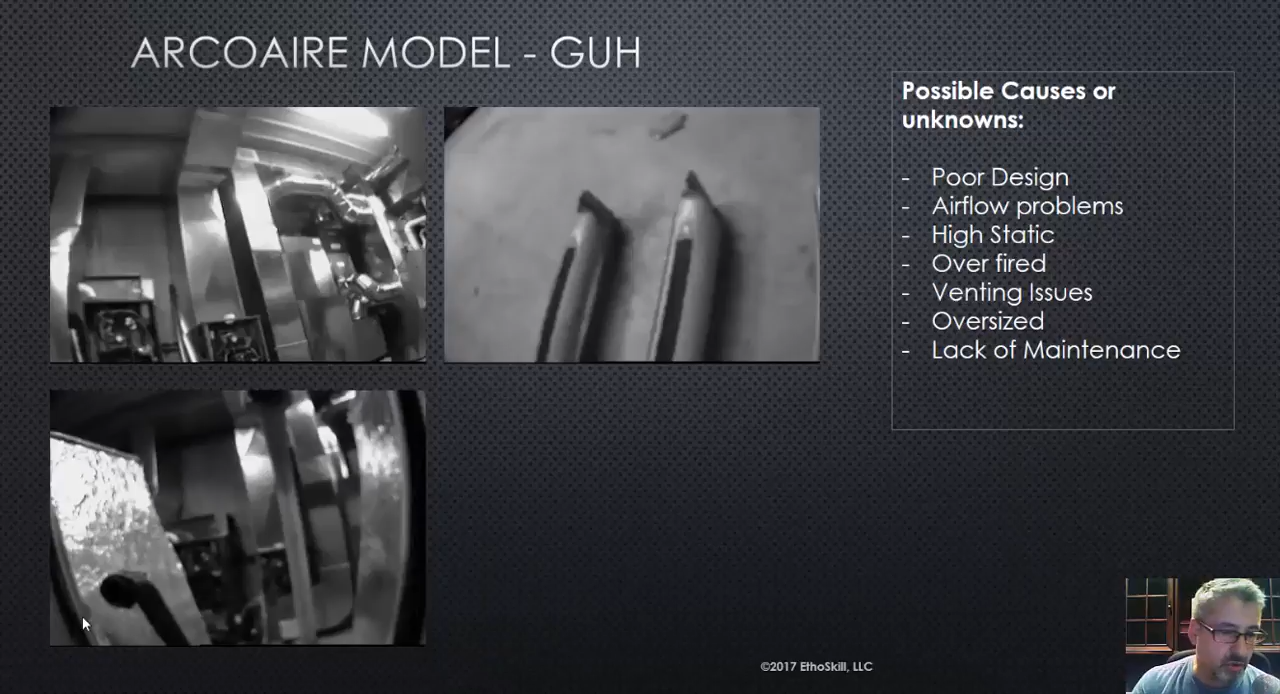 ARCOAIRE MODEL - GUH
Possible Causes or
unknowns:
- Poor Design
- Airflow problems
- High Static
- Over fired
- Venting Issues
- Oversized
- Lack of Maintenance
©2017 EthoSkill, LLC